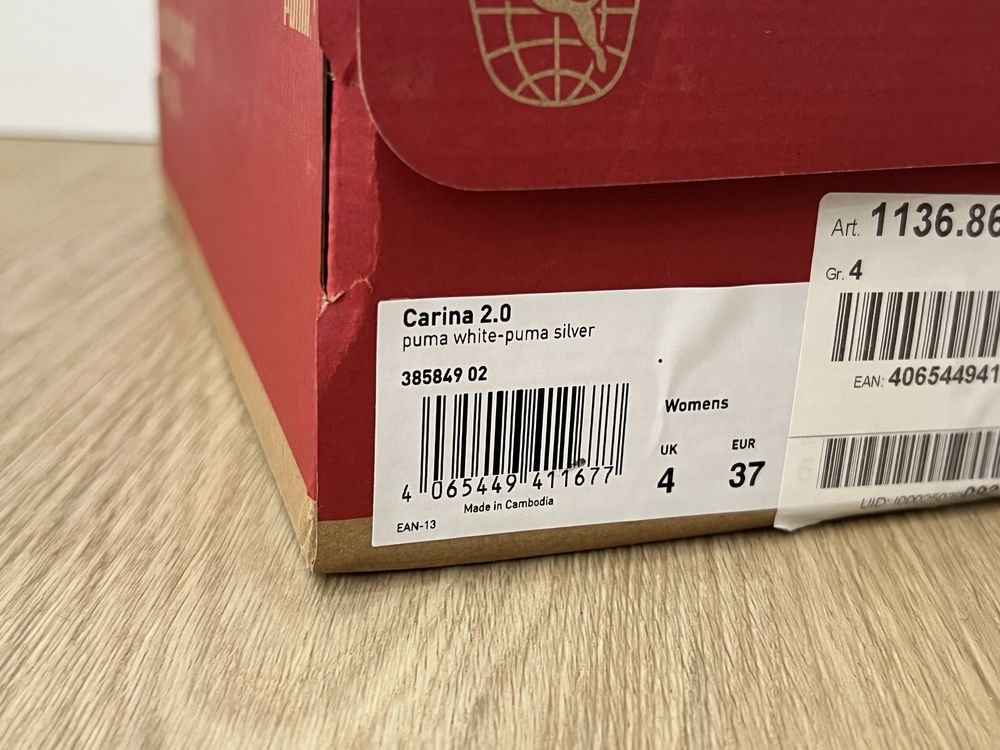 Carina 2.0
puma white-puma silver
385849 02
4 065449 411677
Made in Cambodia
EAN-13
Womens
UK EUR
4 37
Art. 1136.86
Gr. 4
EAN: 406544941
UID: